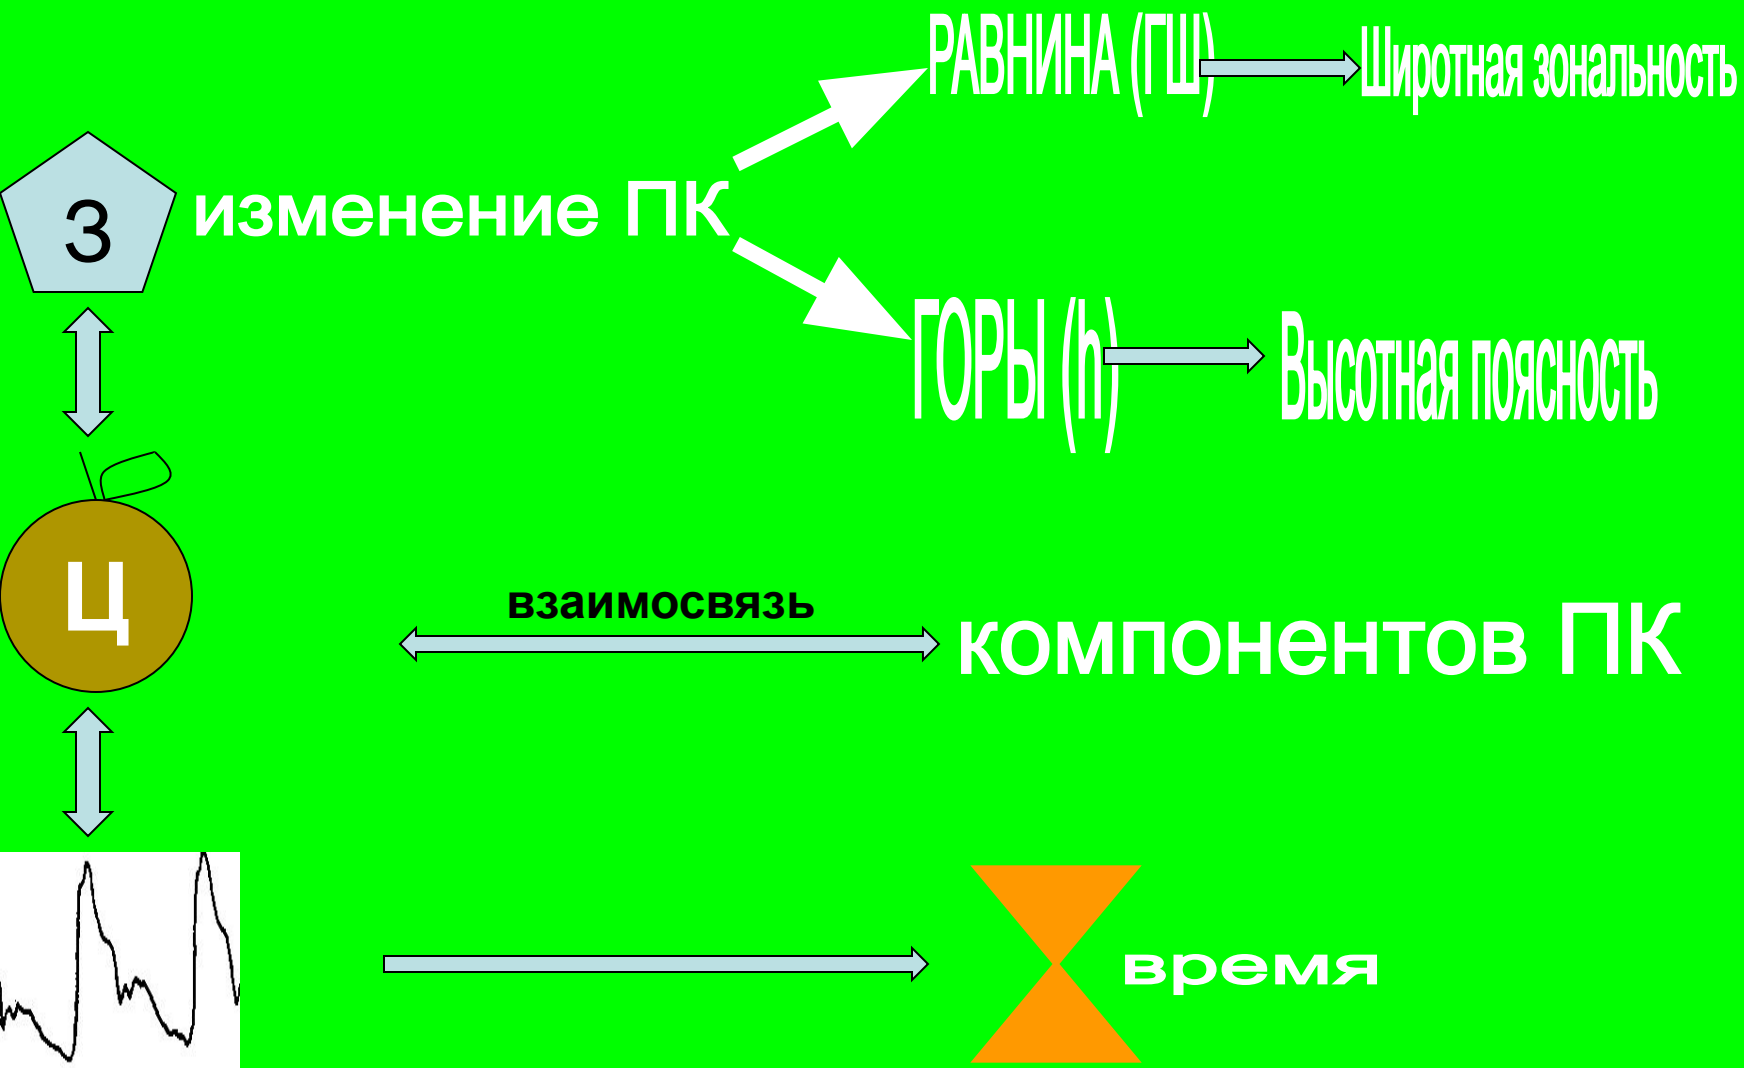 РАВНИНА (ГШ)
Широтная зональность
З
изменение ПК
ГОРЫ (h)
Высотная поясность
Ц
взаимосвязь
компонентов ПК
время